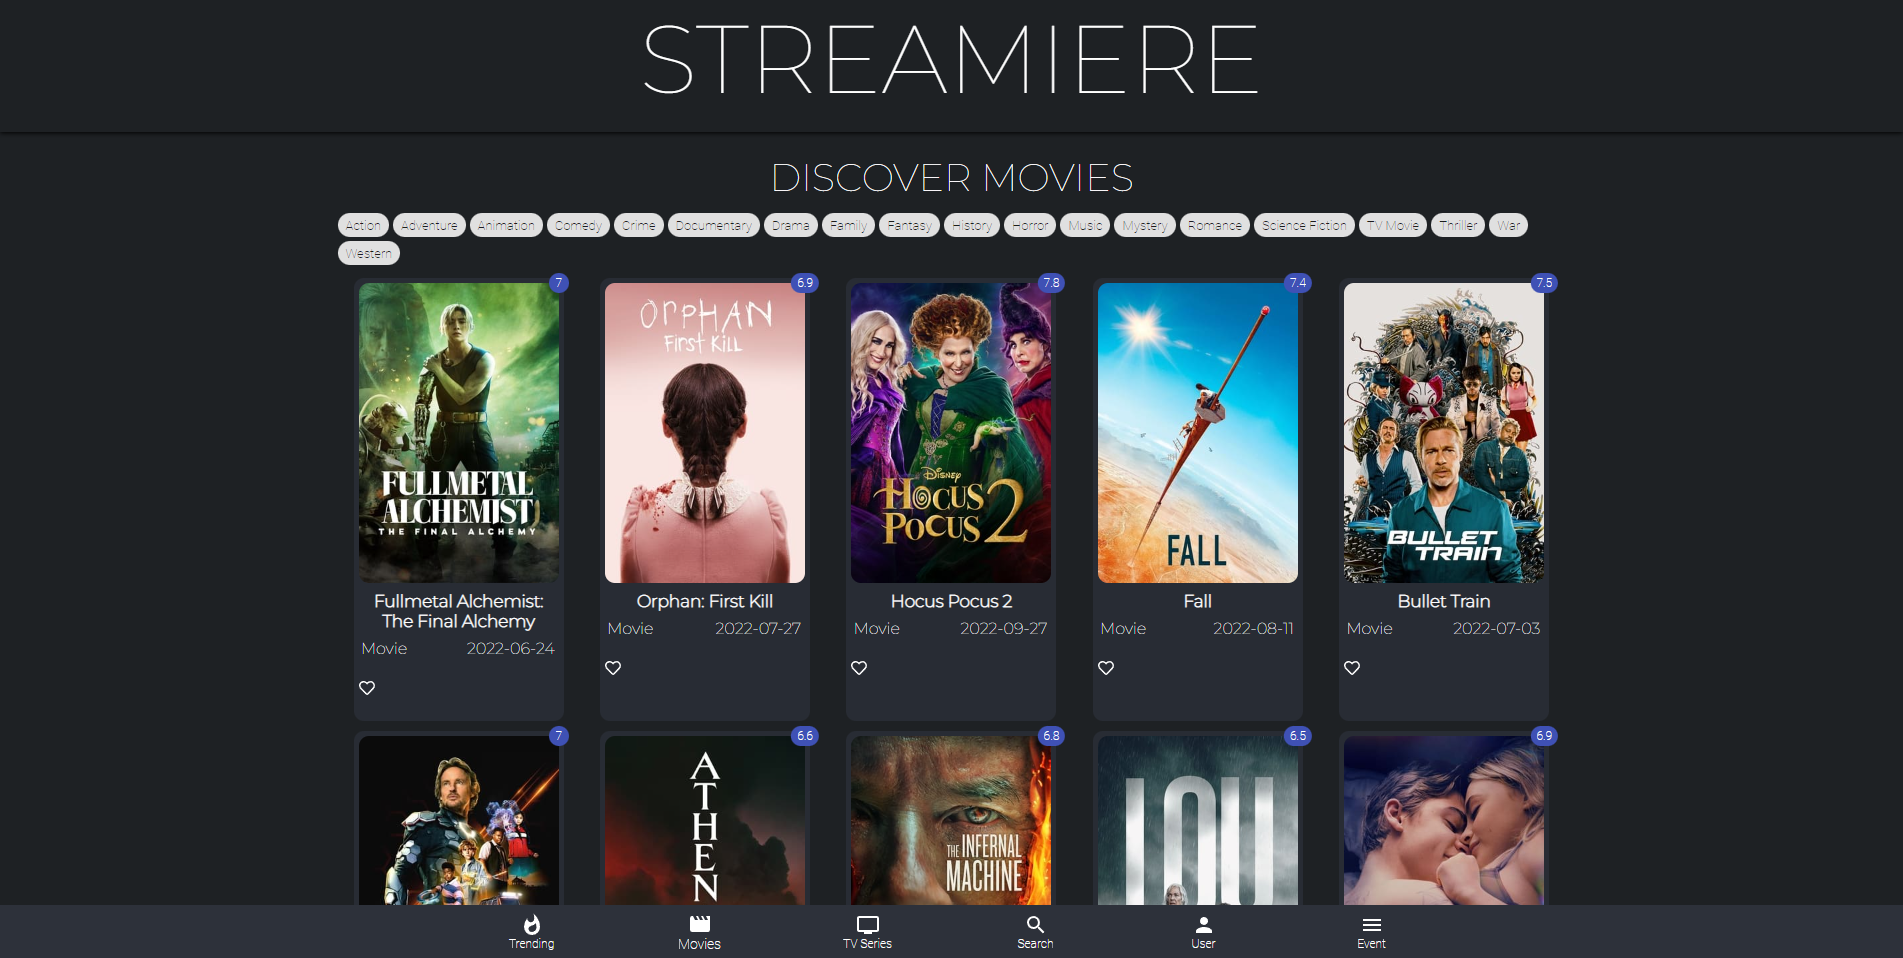 STREAMIERE
DISCOVER MOVIES
Action Adventure Animation Comedy Crime Documentary Drama Family Fantasy History Horror Music Mystery Romance Science Fiction TV Movie Thriller War
Western
7
ORPHAN
First Kill
FULLMETAL
ALCHEMIST
THE FINAL ALCHEMY
6.9
7.8
DISNEY
HOCUS
POCUS 2
7.4
FALL
7.5
BULLET
TRAIN
Fullmetal Alchemist:
The Final Alchemy
Movie 2022-06-24
Orphan: First Kill
Movie 2022-07-27
Hocus Pocus 2
Movie 2022-09-27
Fall
Movie 2022-08-11
Bullet Train
Movie 2022-07-03
7
6.6
ATHEN
6.8
THE INFERNAL
MACHINE
6.5
LOU
6.9
Trending
Movies
TV Series
Search
User
Event